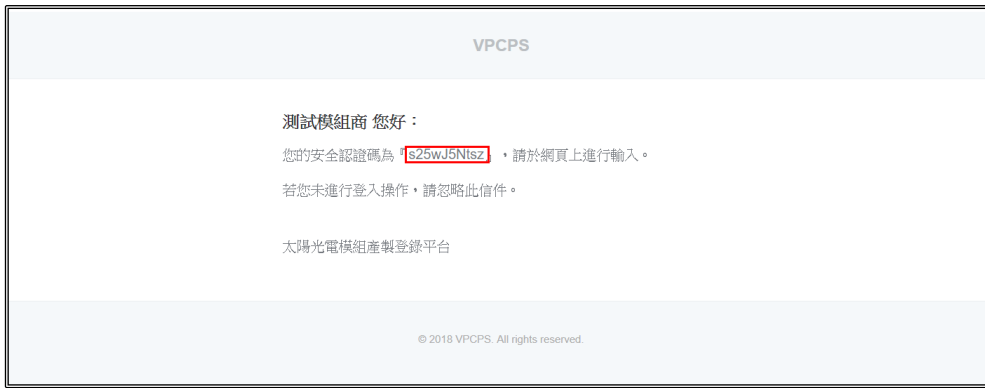 VPCPS
測試模組商 您好：
您的安全認證碼為『s25wJ5Ntsz』，請於網頁上進行輸入。
若您未進行登入操作，請忽略此信件。
太陽光電模組產製登錄平台
© 2018 VPCPS. All rights reserved.